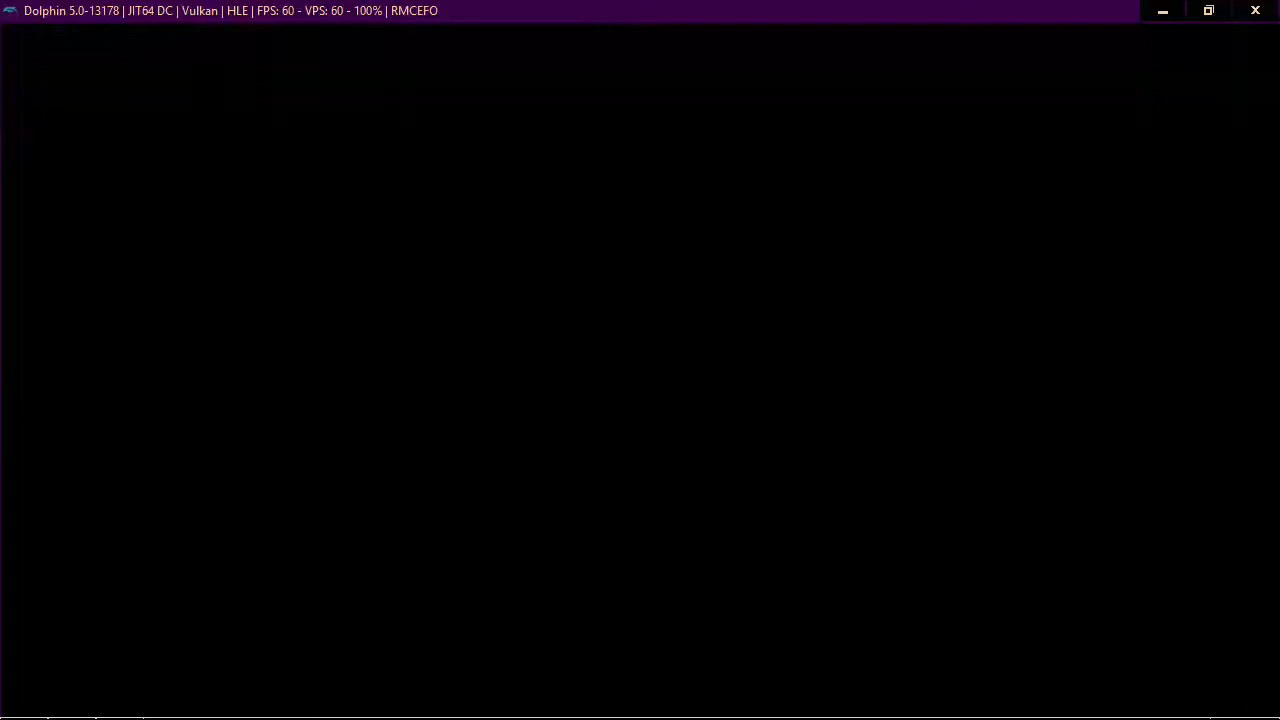 Dolphin 5.0-13178 | JIT64 DC | Vulkan | HLE | FPS: 60 - VPS: 60 - 100% | RMCEFO